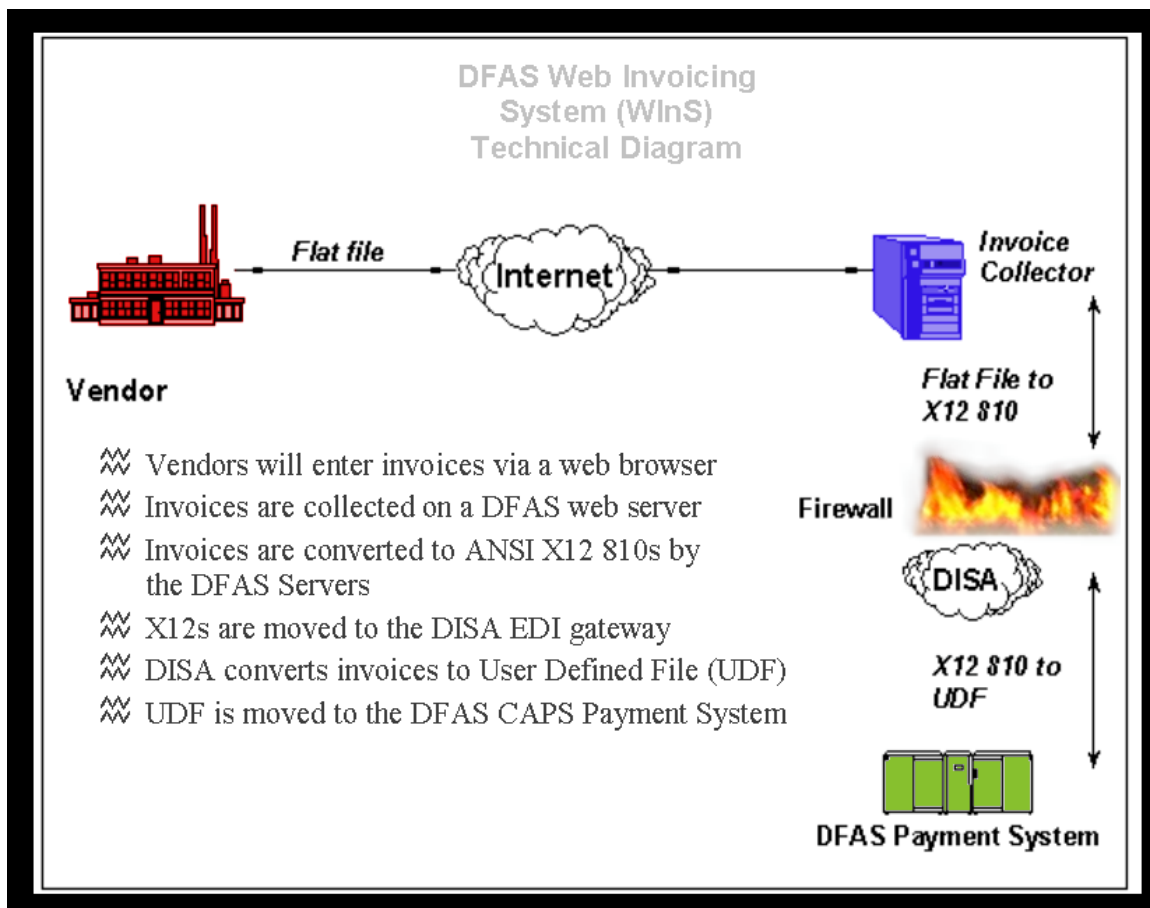 DFAS Web Invoicing
System (WInS)
Technical Diagram
Flat file
Internet
Invoice
Collector
Vendor
Flat File to
X12 810
Vendors will enter invoices via a web browser
Invoices are collected on a DFAS web server
Invoices are converted to ANSI X12 810s by
the DFAS Servers
X12s are moved to the DISA EDI gateway
DISA converts invoices to User Defined File (UDF)
UDF is moved to the DFAS CAPS Payment System
Firewall
DISA
X12 810 to
UDF
DFAS Payment System